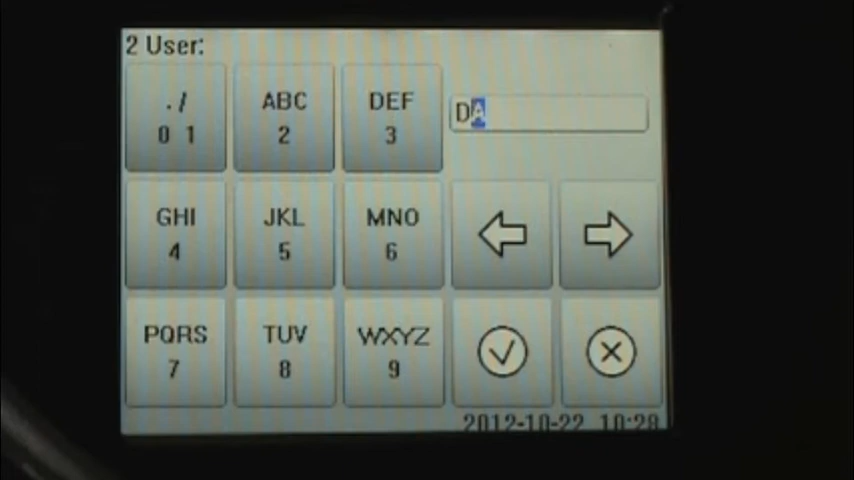 2 User:
./ ABC DEF
0 1 2 3
DA
GHI JKL MNO
4 5 6
PQRS TUV WXYZ
7 8 9
2012-10-22 10:28